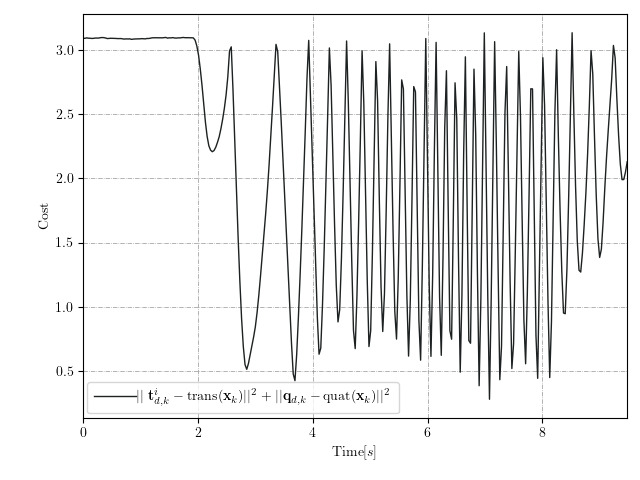 3.0
2.5
2.0
1.5
1.0
0.5
Cost
|| t^i_{d,k} − trans(x_k)||² + ||q_{d,k} − quat(x_k)||²
0 2 4 6 8
Time[s]